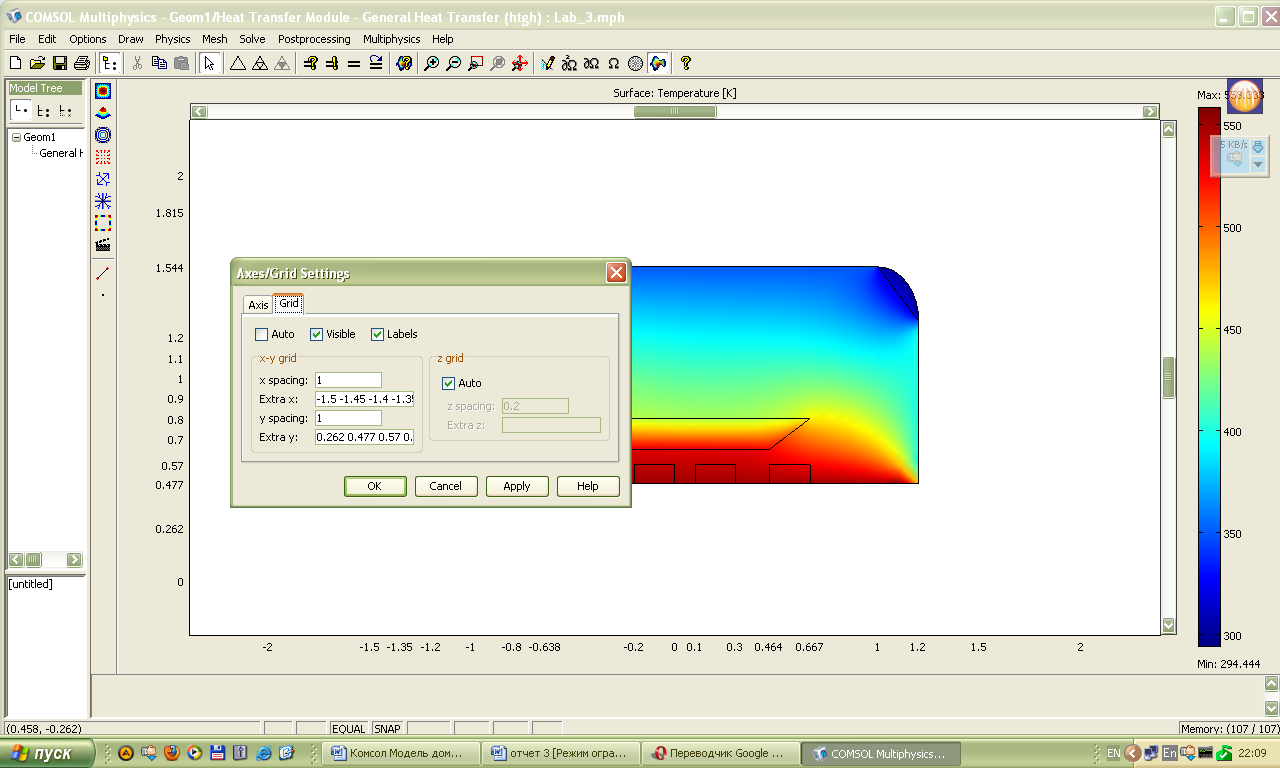 COMSOL Multiphysics - Geom1/Heat Transfer Module - General Heat Transfer (htgh) : Lab_3.mph
File Edit Options Draw Physics Mesh Solve Postprocessing Multiphysics Help
Model Tree
Geom1
General H
[untitled]
Surface: Temperature [K]
2
1.815
1.544
1.2
1.1
1
0.9
0.8
0.7
0.57
0.477
0.262
0
-2 -1.5 -1.35 -1.2 -1 -0.8 -0.638 -0.2 0 0.1 0.3 0.464 0.667 1 1.2 1.5 2
Max: 553.333
550
500
450
400
350
300
Min: 294.444
5 KB/s
Axes/Grid Settings
Axis Grid
Auto Visible Labels
x-y grid
x spacing: 1
Extra x: -1.5 -1.45 -1.4 -1.35
y spacing: 1
Extra y: 0.262 0.477 0.57 0.
z grid
Auto
z spacing: 0.2
Extra z:
OK Cancel Apply Help
(0.458, -0.262) EQUAL SNAP Memory: (107 / 107)
пуск Комсол Модель дом... отчет 3 [Режим огра... Переводчик Google ... COMSOL Multiphysics... EN En 22:09